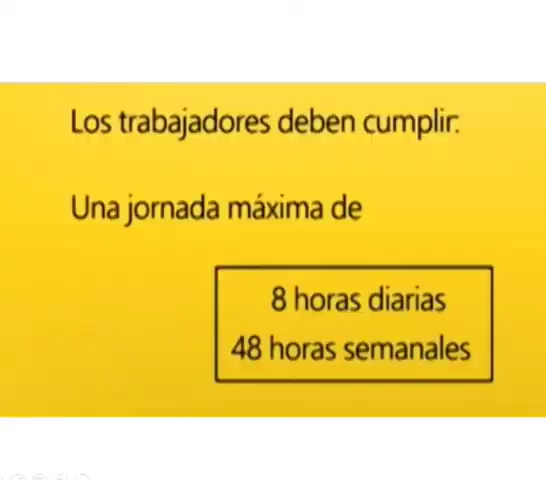 Los trabajadores deben cumplir:
Una jornada máxima de
8 horas diarias
48 horas semanales